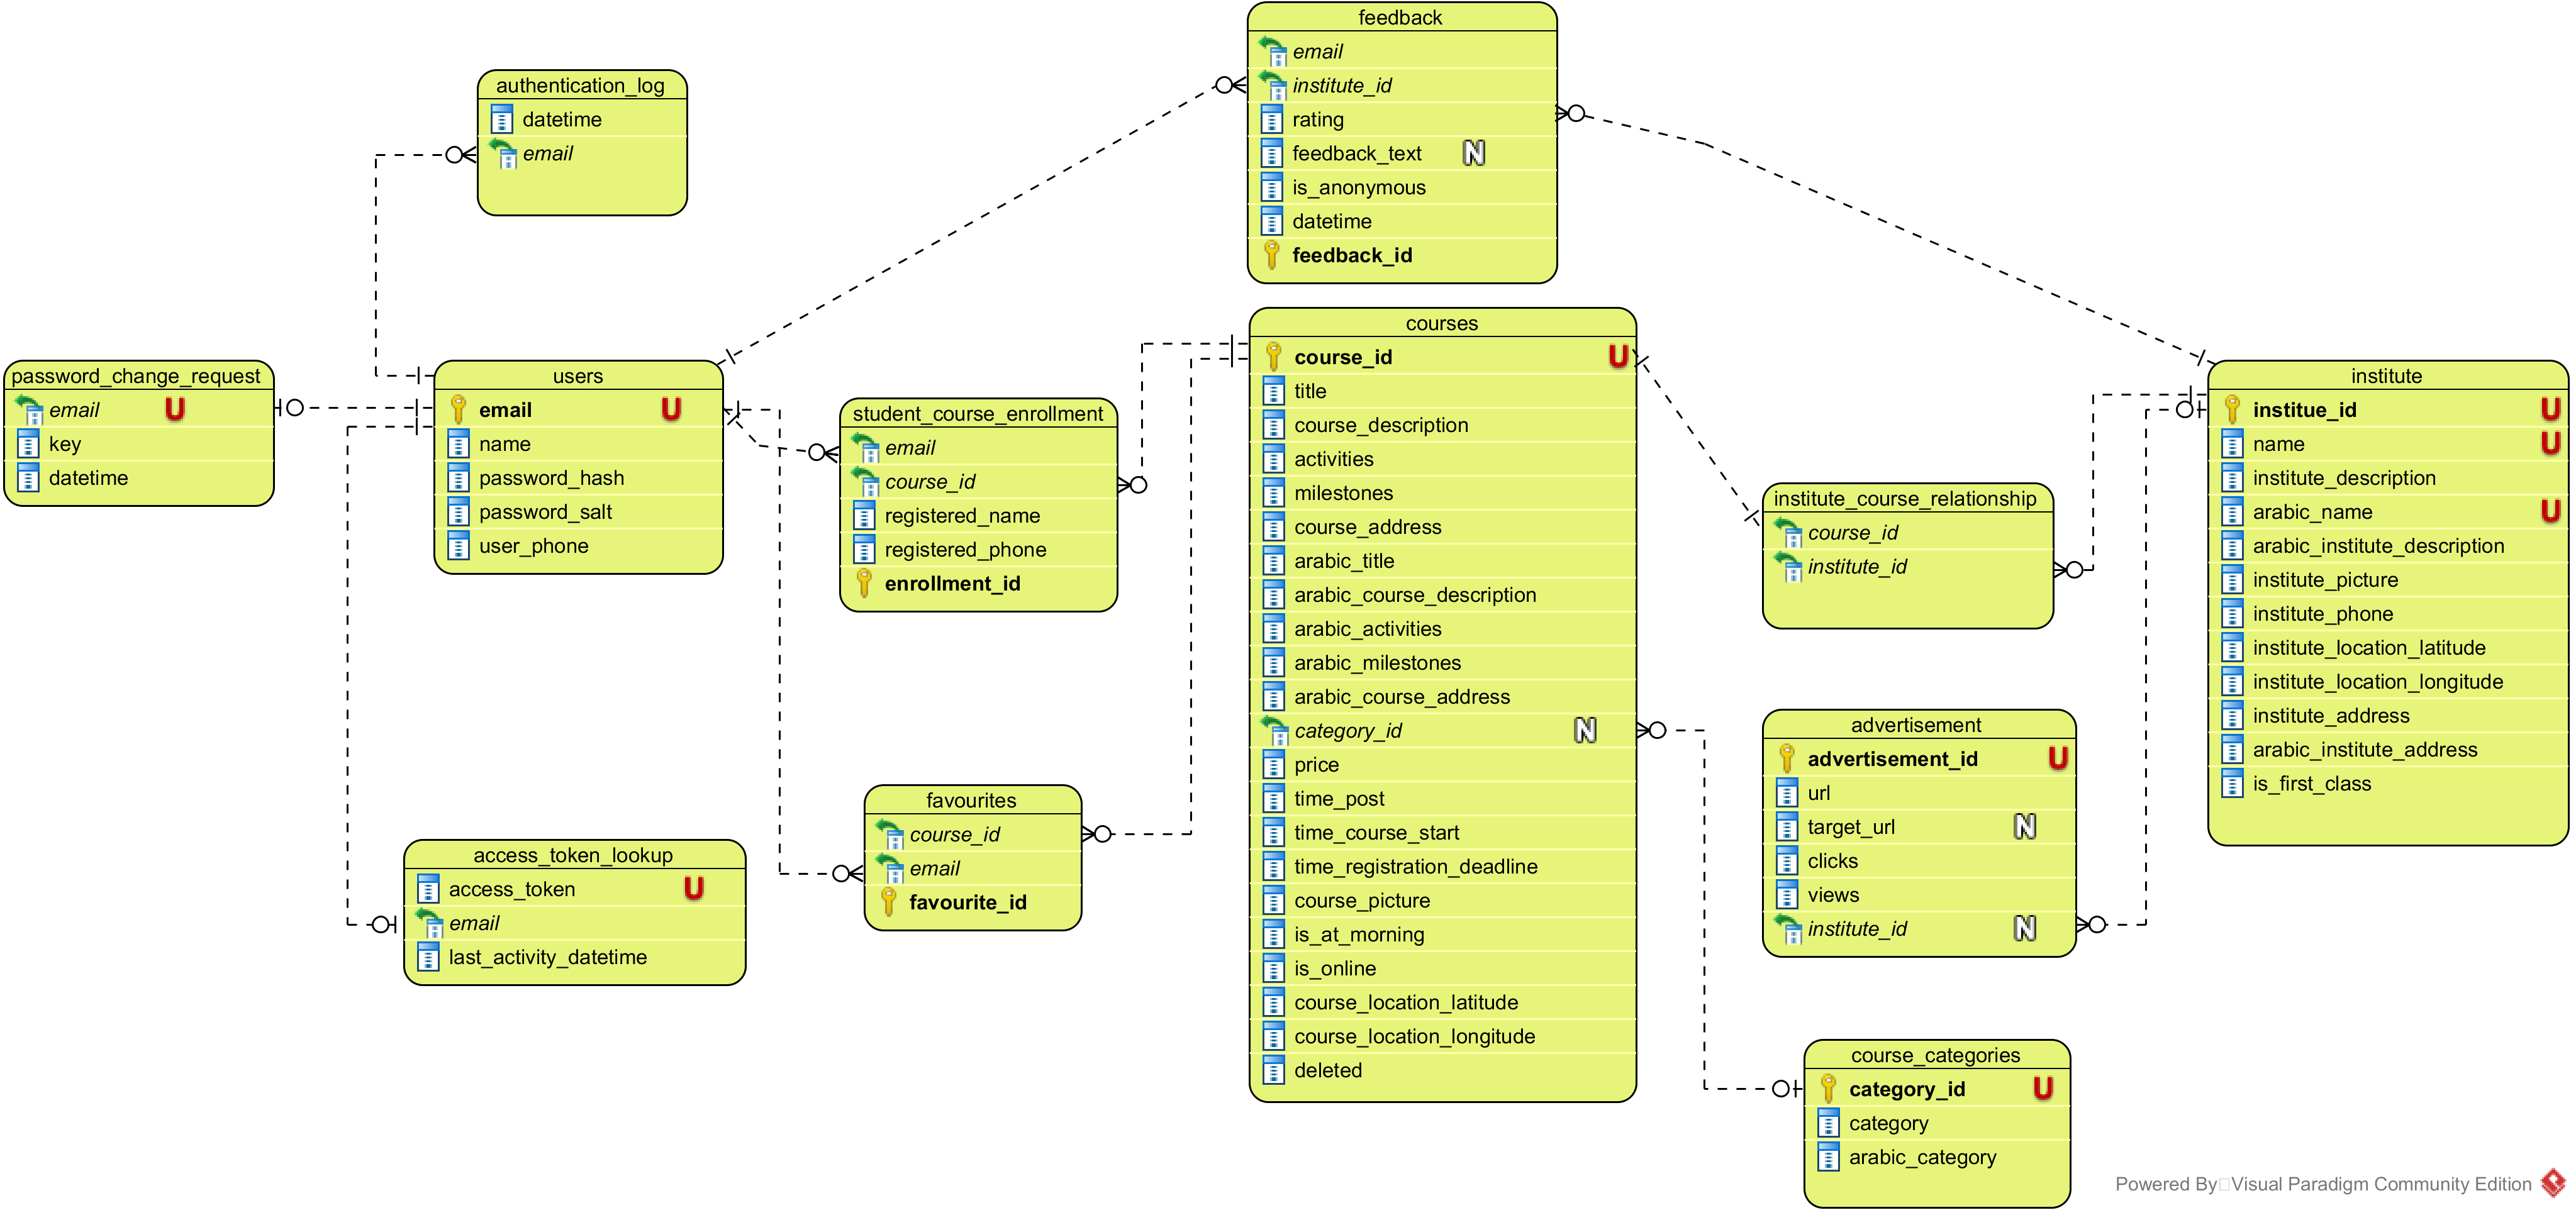 feedback
email
institute_id
rating
feedback_text N
is_anonymous
datetime
feedback_id
authentication_log
datetime
email
password_change_request
email U
key
datetime
users
email U
name
password_hash
password_salt
user_phone
student_course_enrollment
email
course_id
registered_name
registered_phone
enrollment_id
courses
course_id U
title
course_description
activities
milestones
course_address
arabic_title
arabic_course_description
arabic_activities
arabic_milestones
arabic_course_address
category_id N
price
time_post
time_course_start
time_registration_deadline
course_picture
is_at_morning
is_online
course_location_latitude
course_location_longitude
deleted
institute_course_relationship
course_id
institute_id
institute
institue_id U
name U
institute_description
arabic_name U
arabic_institute_description
institute_picture
institute_phone
institute_location_latitude
institute_location_longitude
institute_address
arabic_institute_address
is_first_class
access_token_lookup
access_token U
email
last_activity_datetime
favourites
course_id
email
favourite_id
advertisement
advertisement_id U
url
target_url N
clicks
views
institute_id N
course_categories
category_id U
category
arabic_category
Powered By Visual Paradigm Community Edition